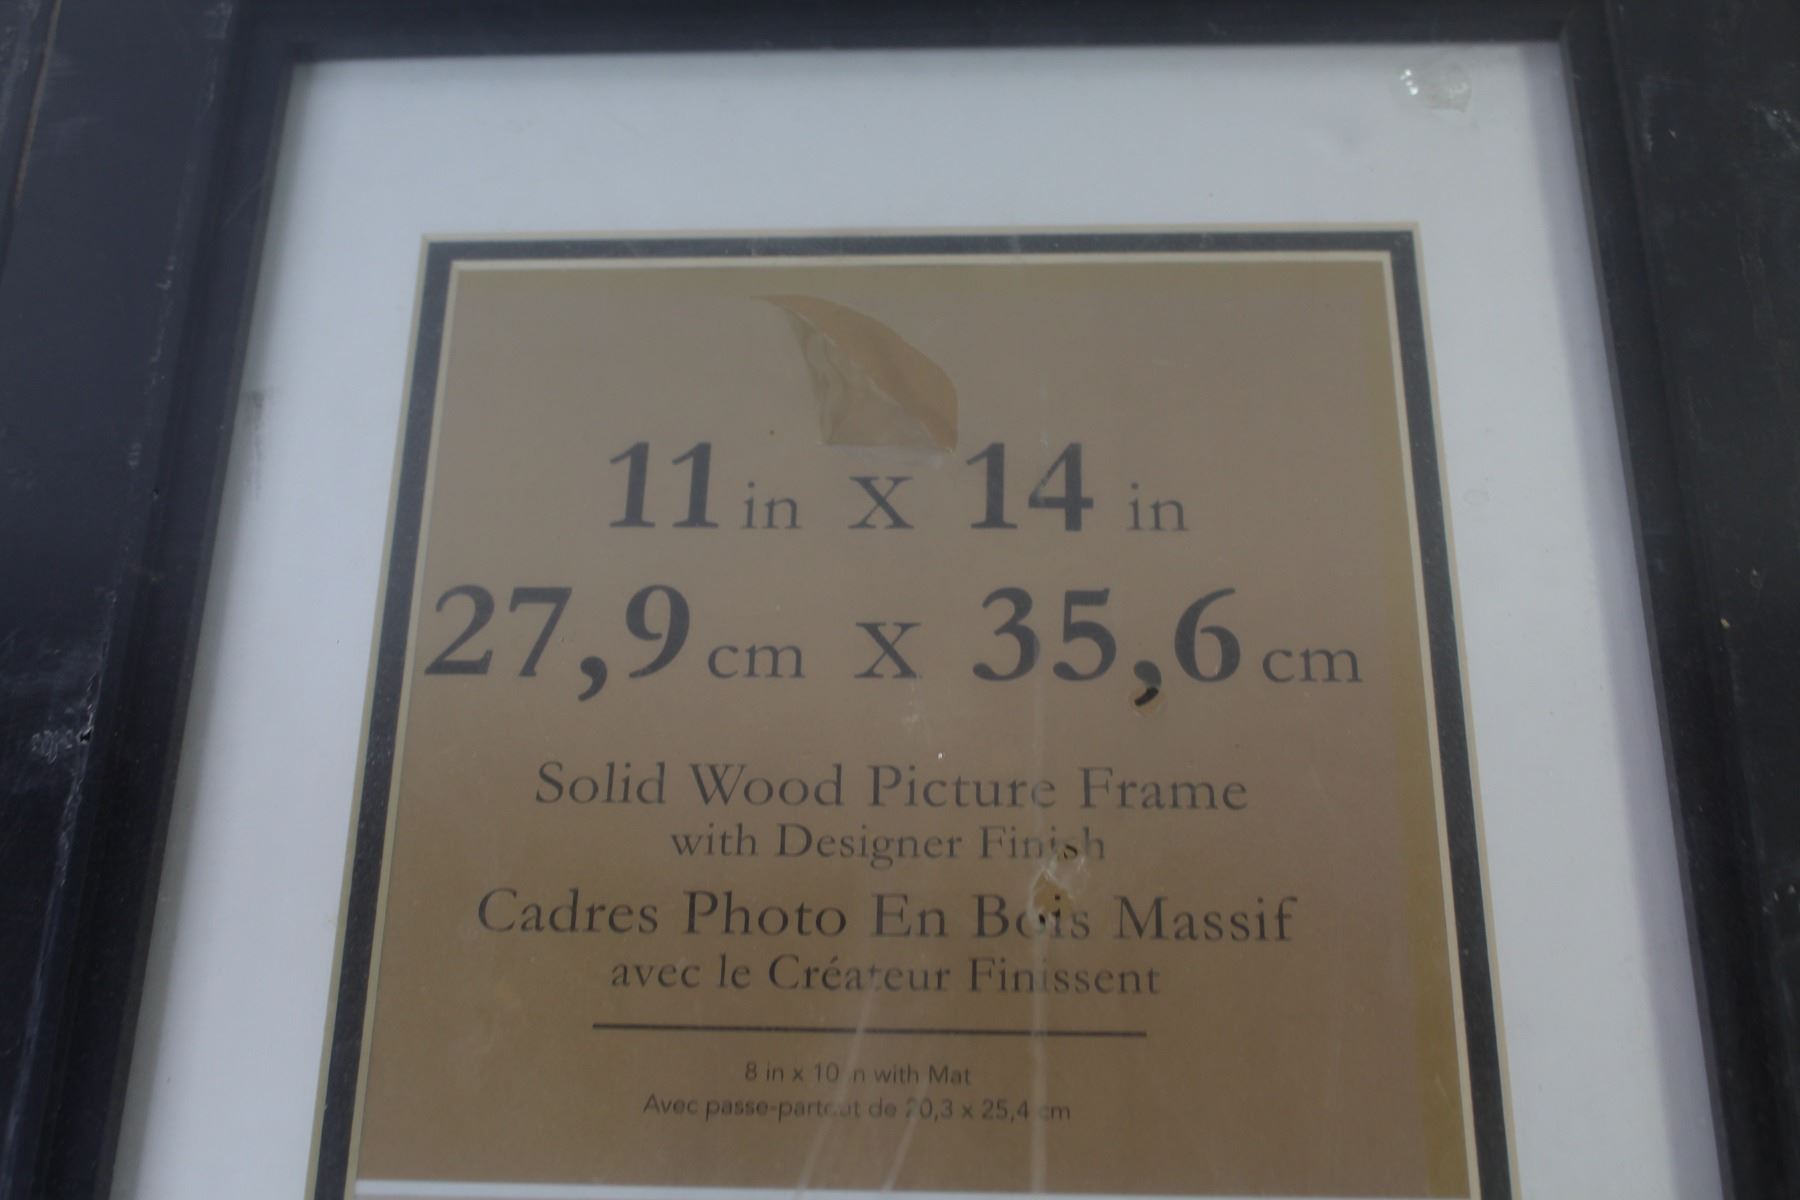 11 in X 14 in
27,9 cm X 35,6 cm
Solid Wood Picture Frame
with Designer Finish
Cadres Photo En Bois Massif
avec le Créateur Finissent
8 in x 10 in with Mat
Avec passe-partout de 20,3 x 25,4 cm